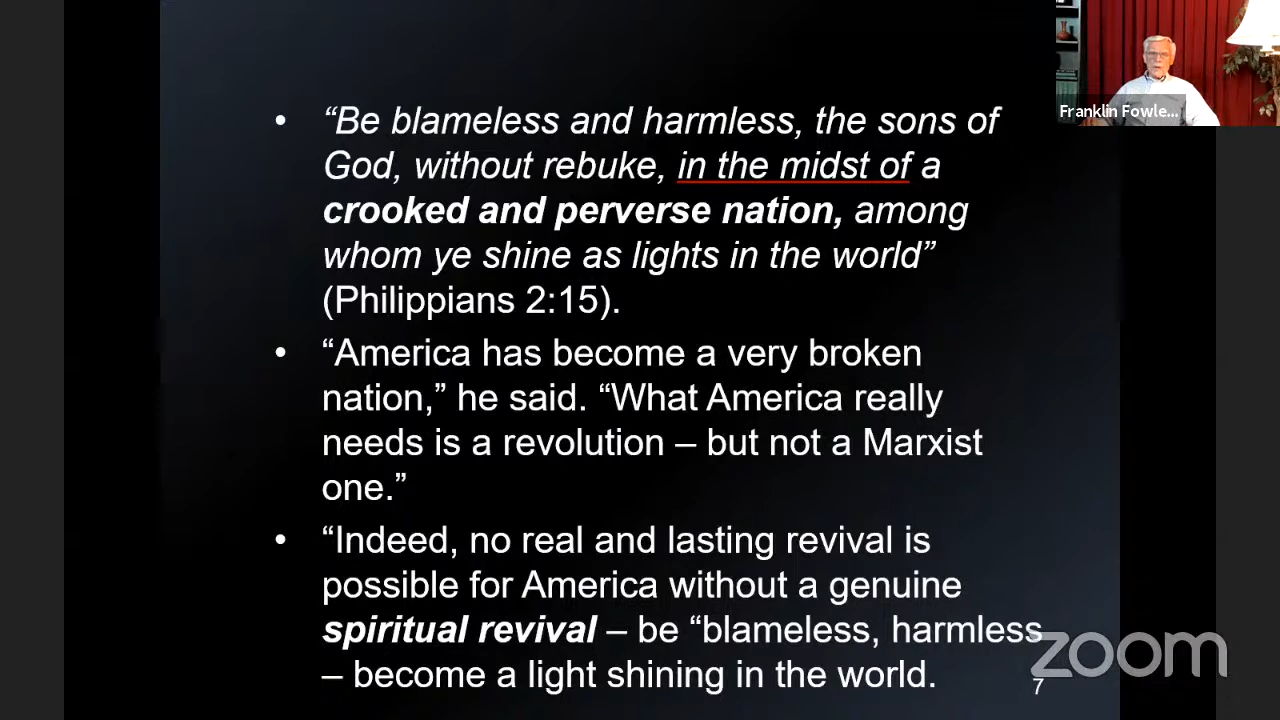 Franklin Fowle...
• “Be blameless and harmless, the sons of
God, without rebuke, in the midst of a
crooked and perverse nation, among
whom ye shine as lights in the world”
(Philippians 2:15).
• “America has become a very broken
nation,” he said. “What America really
needs is a revolution – but not a Marxist
one.”
• “Indeed, no real and lasting revival is
possible for America without a genuine
spiritual revival – be “blameless, harmless
– become a light shining in the world.
zoom
7